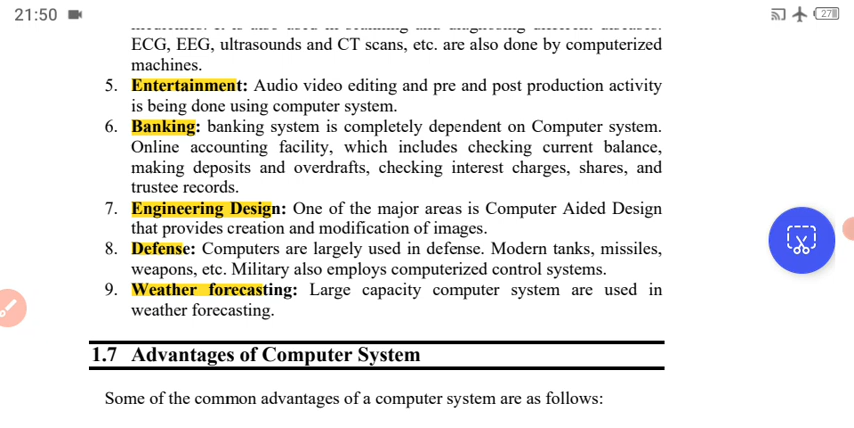 21:50
27
ECG, EEG, ultrasounds and CT scans, etc. are also done by computerized
machines.
5. Entertainment: Audio video editing and pre and post production activity
is being done using computer system.
6. Banking: banking system is completely dependent on Computer system.
Online accounting facility, which includes checking current balance,
making deposits and overdrafts, checking interest charges, shares, and
trustee records.
7. Engineering Design: One of the major areas is Computer Aided Design
that provides creation and modification of images.
8. Defense: Computers are largely used in defense. Modern tanks, missiles,
weapons, etc. Military also employs computerized control systems.
9. Weather forecasting: Large capacity computer system are used in
weather forecasting.
1.7 Advantages of Computer System
Some of the common advantages of a computer system are as follows: